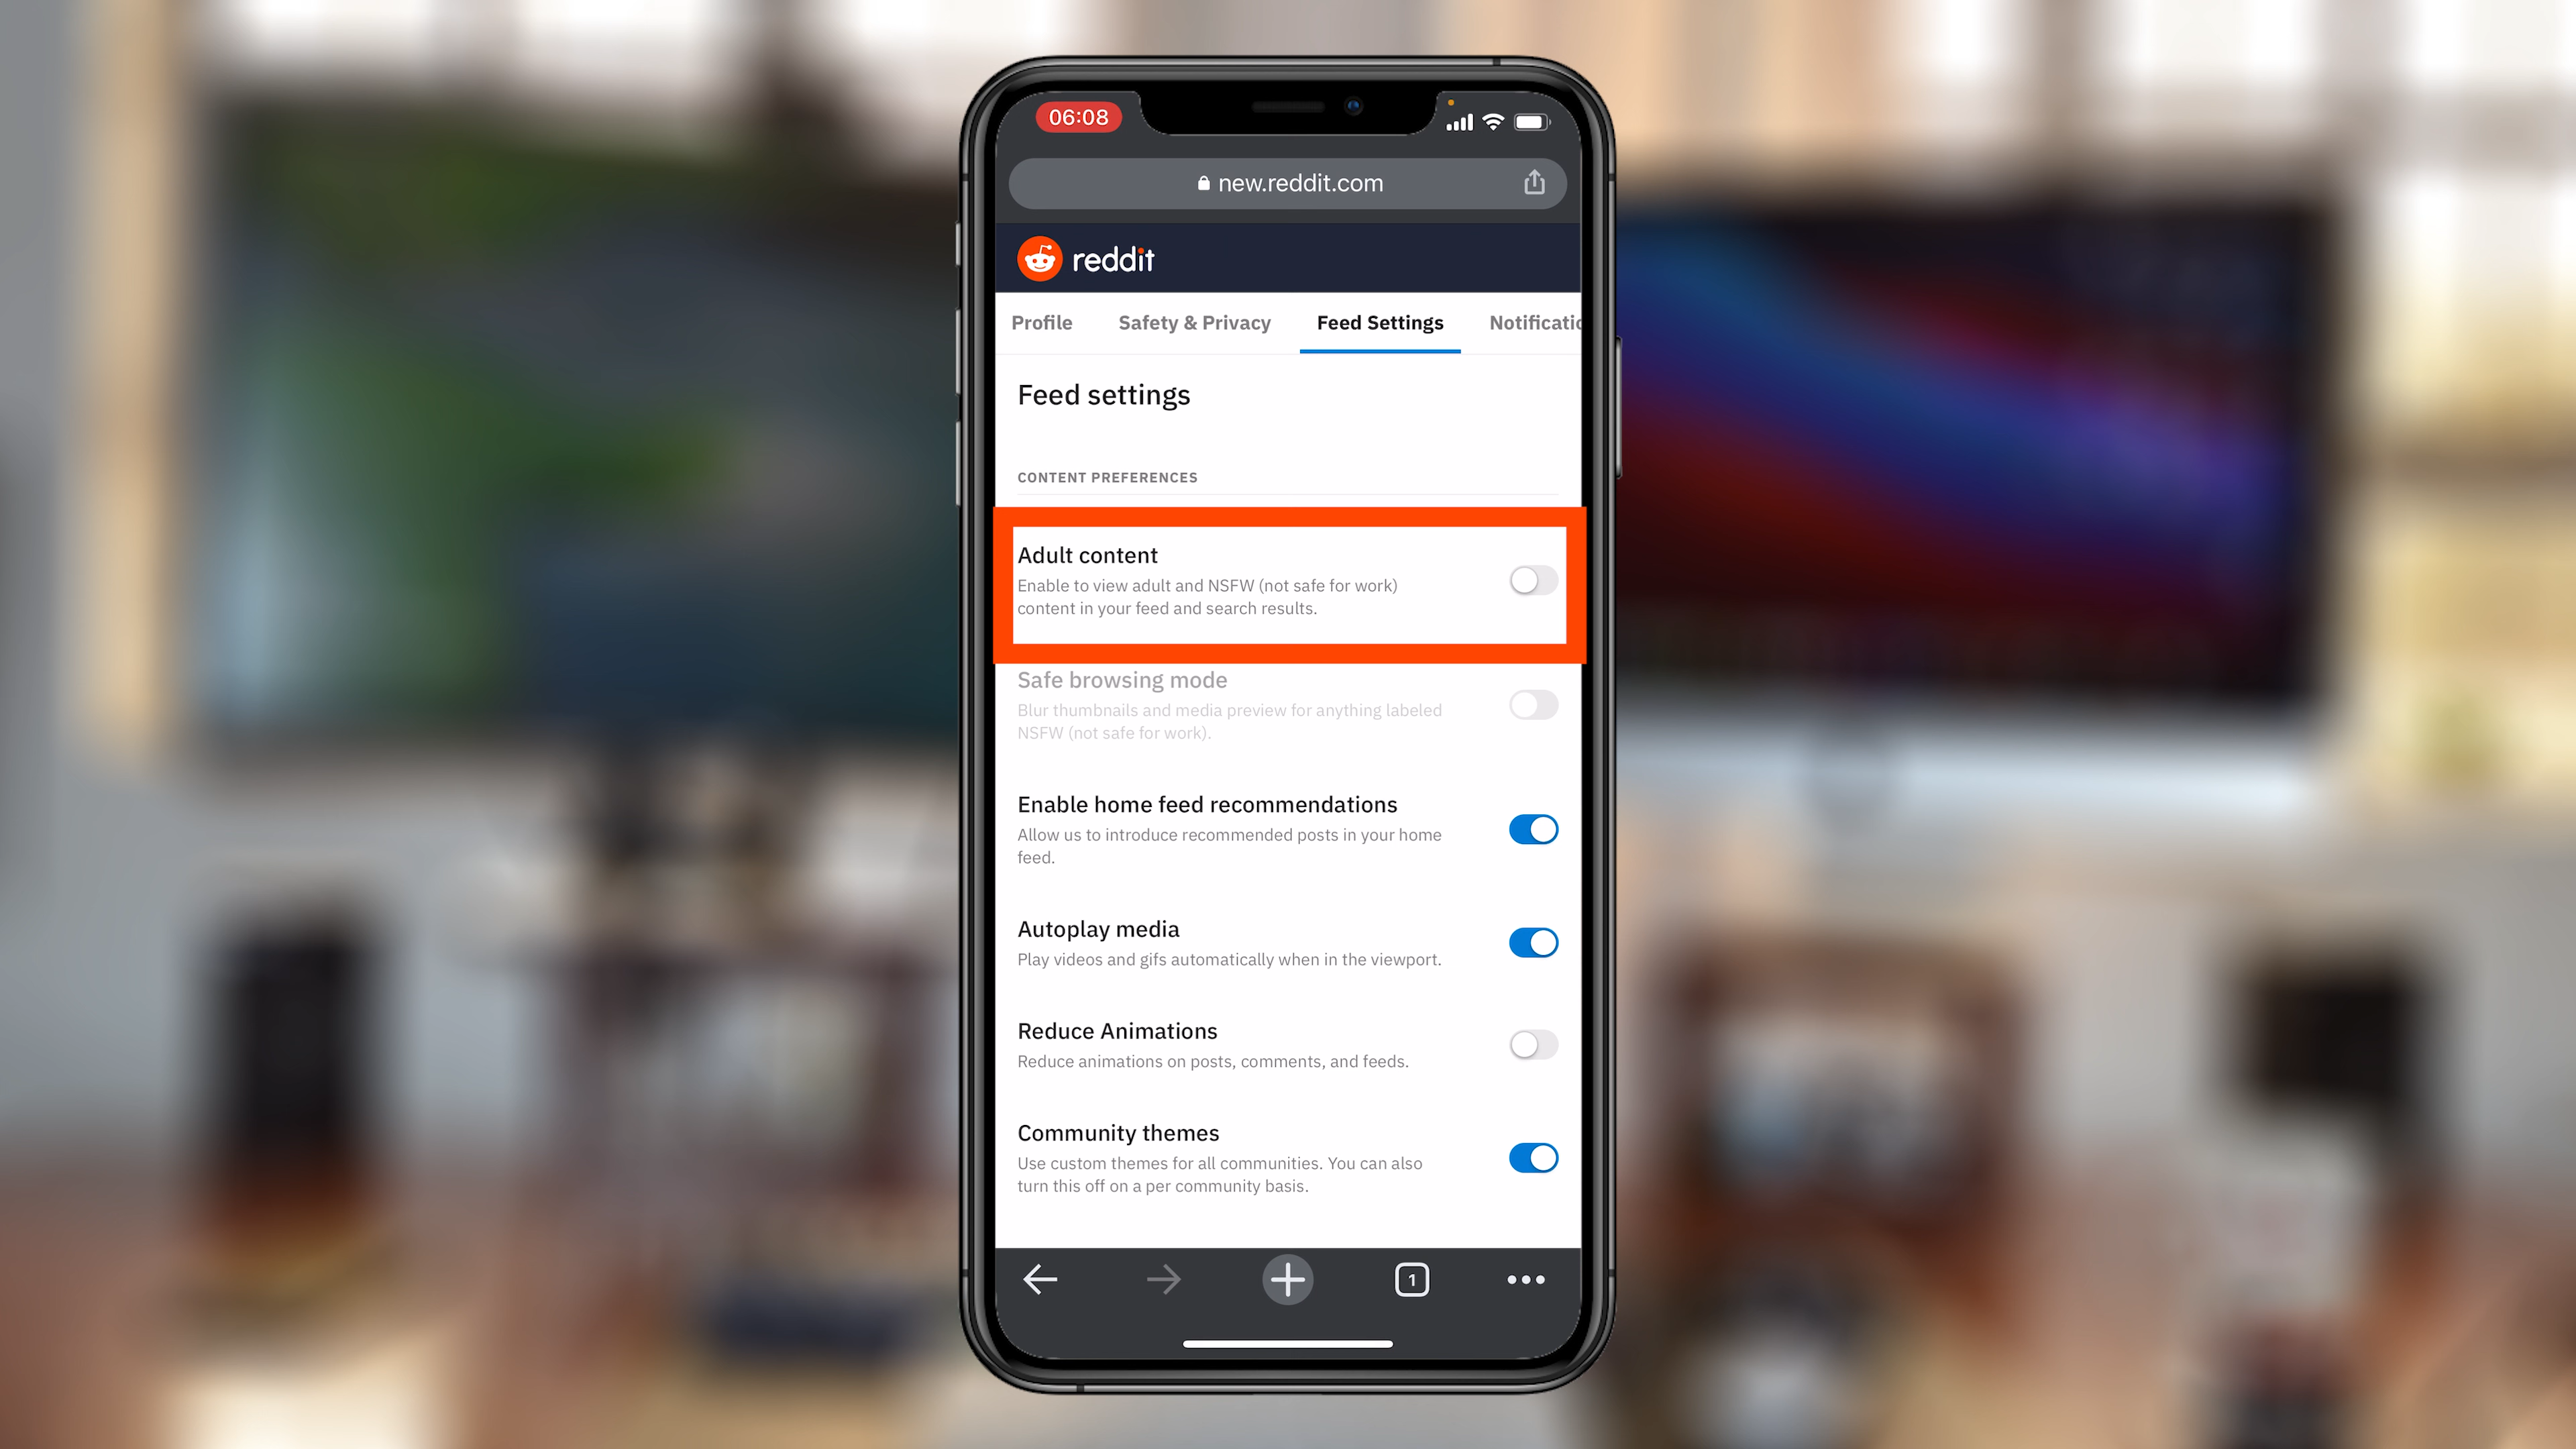 06:08
new.reddit.com
reddit
Profile Safety & Privacy Feed Settings Notificatio
Feed settings
CONTENT PREFERENCES
Adult content
Enable to view adult and NSFW (not safe for work)
content in your feed and search results.
Safe browsing mode
Blur thumbnails and media preview for anything labeled
NSFW (not safe for work).
Enable home feed recommendations
Allow us to introduce recommended posts in your home
feed.
Autoplay media
Play videos and gifs automatically when in the viewport.
Reduce Animations
Reduce animations on posts, comments, and feeds.
Community themes
Use custom themes for all communities. You can also
turn this off on a per community basis.
1